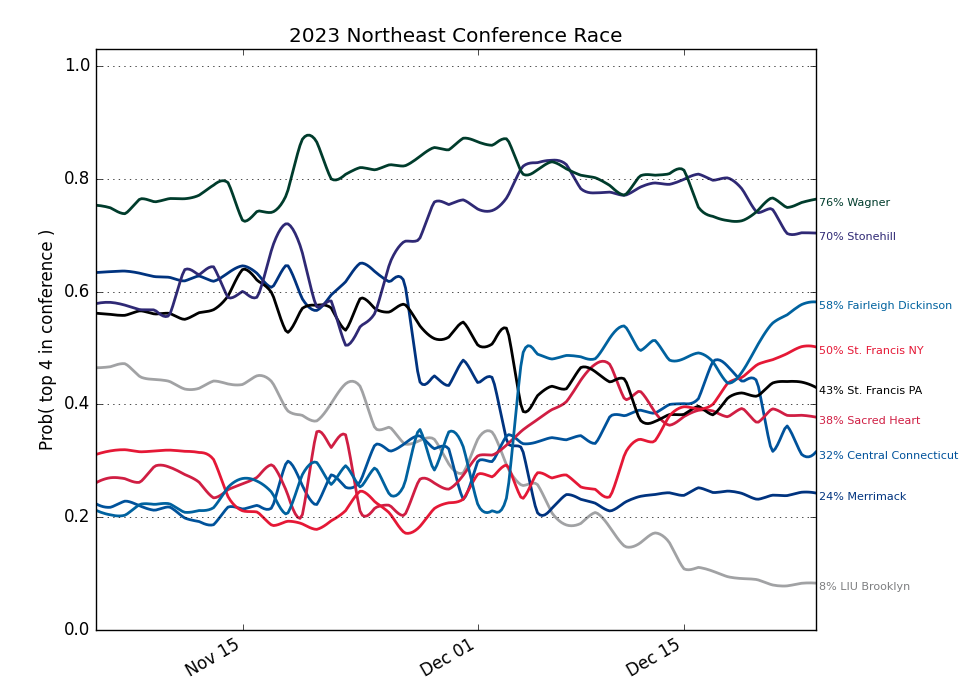 2023 Northeast Conference Race
Prob( top 4 in conference )
1.0
0.8
0.6
0.4
0.2
0.0
Nov 15
Dec 01
Dec 15
76% Wagner
70% Stonehill
58% Fairleigh Dickinson
50% St. Francis NY
43% St. Francis PA
38% Sacred Heart
32% Central Connecticut
24% Merrimack
8% LIU Brooklyn